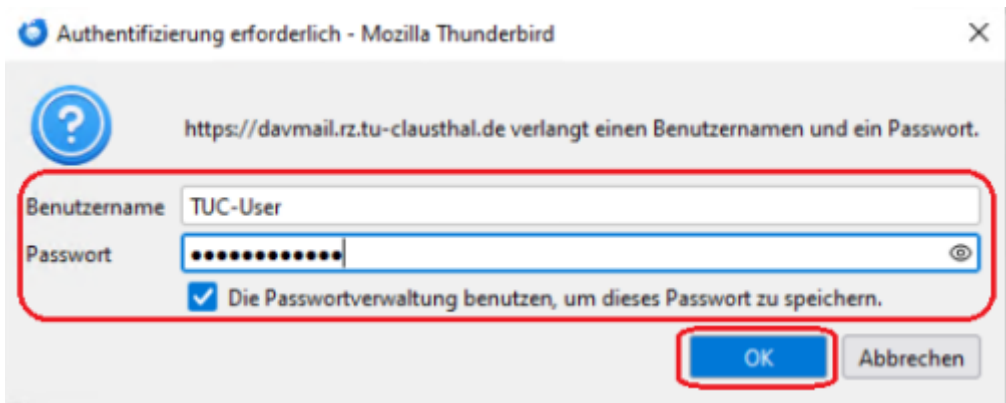 Authentifizierung erforderlich - Mozilla Thunderbird
https://davmail.rz.tu-clausthal.de verlangt einen Benutzernamen und ein Passwort.
Benutzername TUC-User
Passwort ••••••••••••
Die Passwortverwaltung benutzen, um dieses Passwort zu speichern.
OK Abbrechen